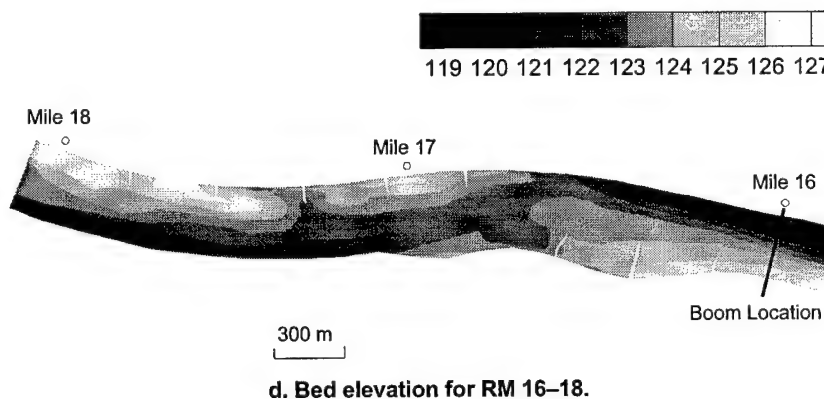 119 120 121 122 123 124 125 126 127
Mile 18
Mile 17
Mile 16
Boom Location
300 m
d. Bed elevation for RM 16–18.